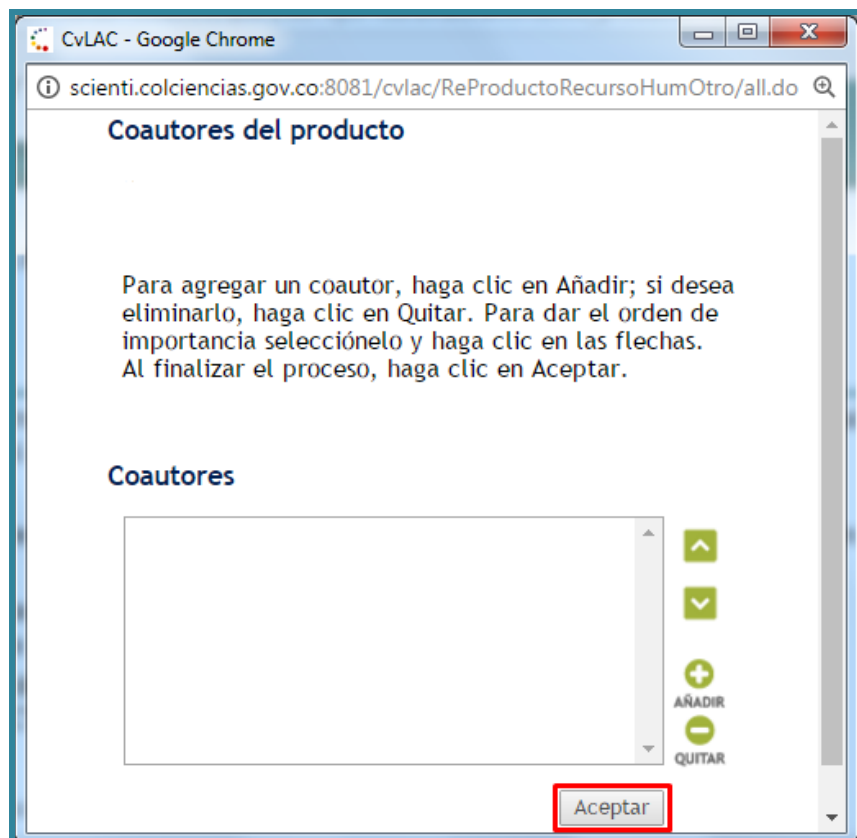 CvLAC - Google Chrome
scienti.colciencias.gov.co:8081/cvlac/ReProductoRecursoHumOtro/all.do
Coautores del producto
Para agregar un coautor, haga clic en Añadir; si desea
eliminarlo, haga clic en Quitar. Para dar el orden de
importancia selecciónelo y haga clic en las flechas.
Al finalizar el proceso, haga clic en Aceptar.
Coautores
AÑADIR
QUITAR
Aceptar